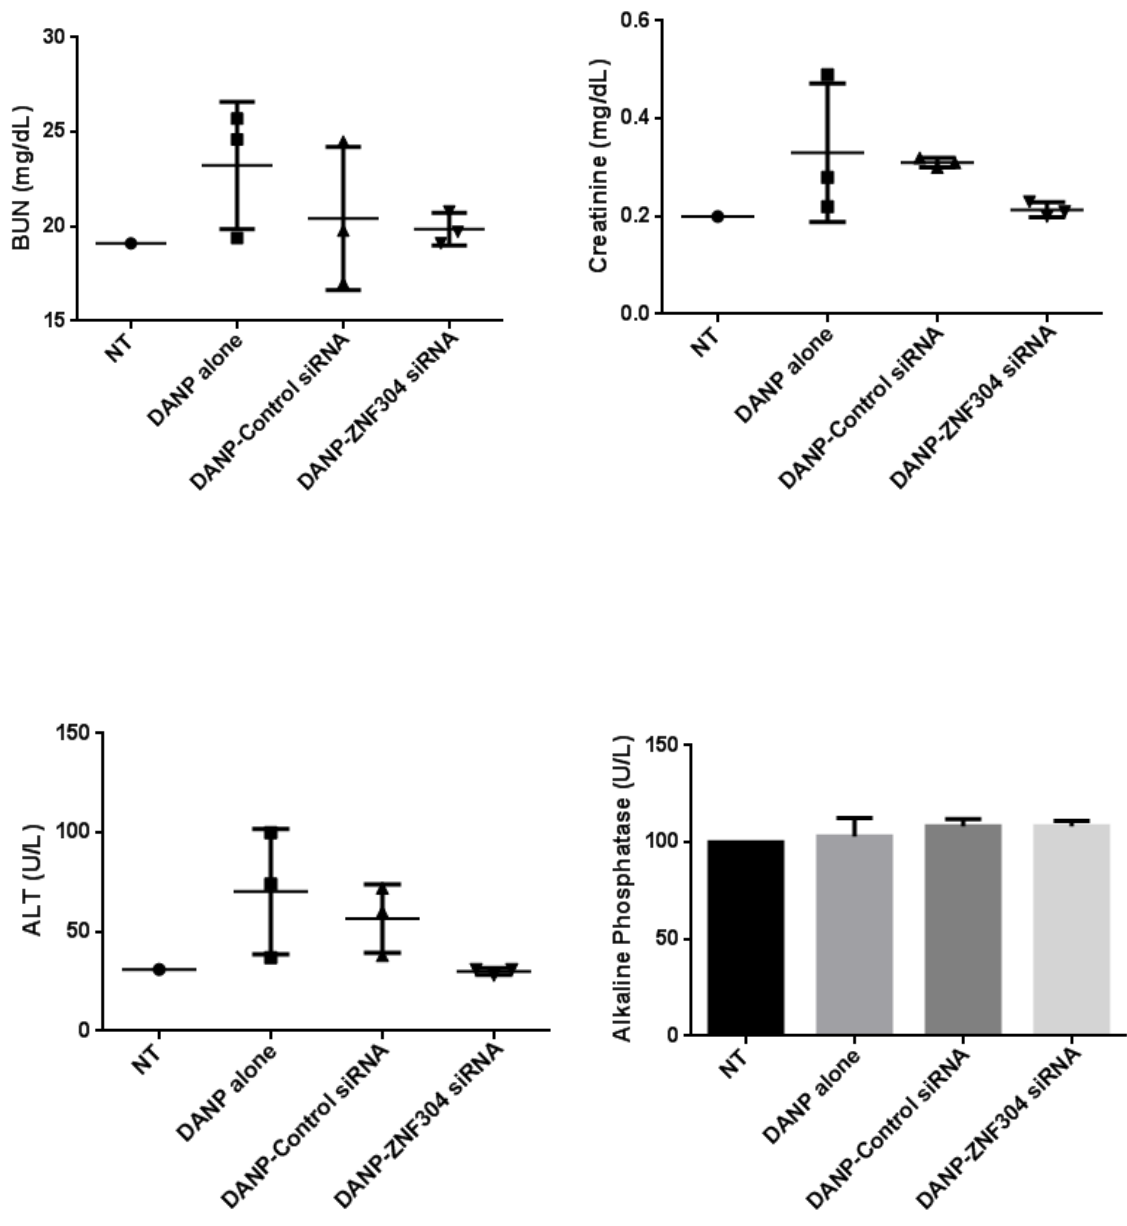 BUN (mg/dL)
30
25
20
15
NT
DANP alone
DANP-Control siRNA
DANP-ZNF304 siRNA
Creatinine (mg/dL)
0.6
0.4
0.2
0.0
NT
DANP alone
DANP-Control siRNA
DANP-ZNF304 siRNA
ALT (U/L)
150
100
50
0
NT
DANP alone
DANP-Control siRNA
DANP-ZNF304 siRNA
Alkaline Phosphatase (U/L)
150
100
50
0
NT
DANP alone
DANP-Control siRNA
DANP-ZNF304 siRNA